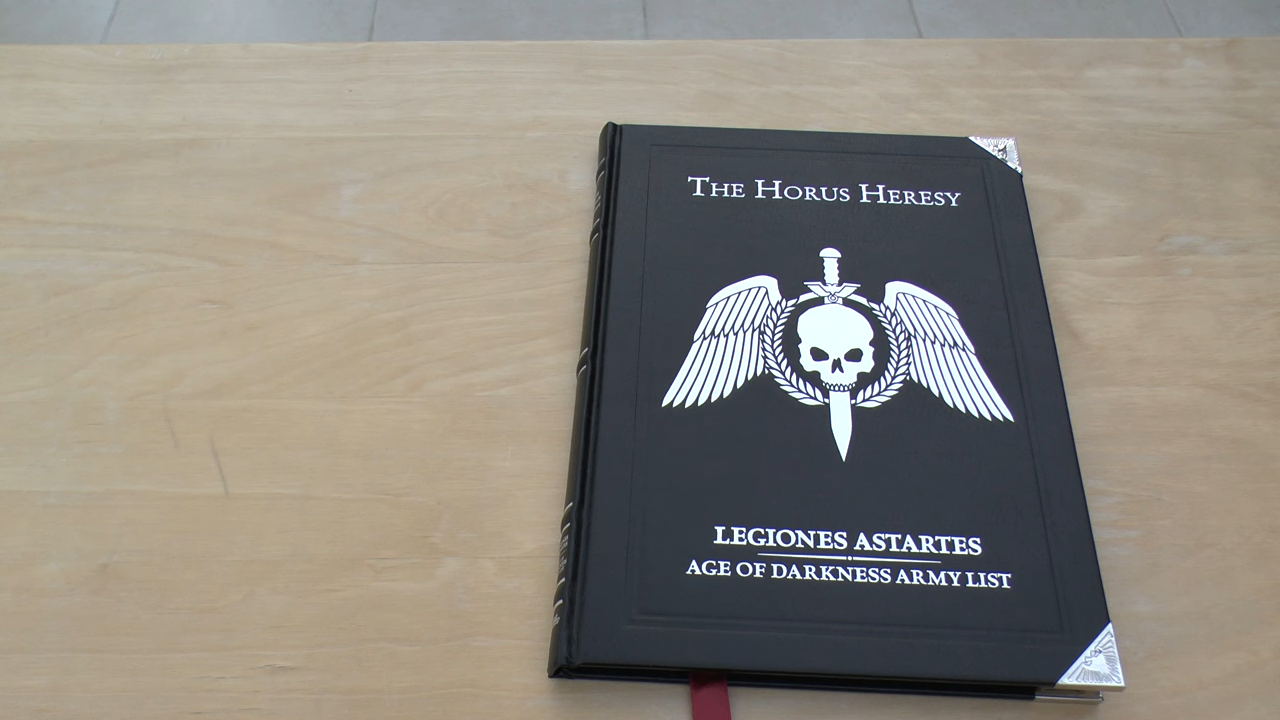 THE HORUS HERESY
LEGIONES ASTARTES
AGE OF DARKNESS ARMY LIST